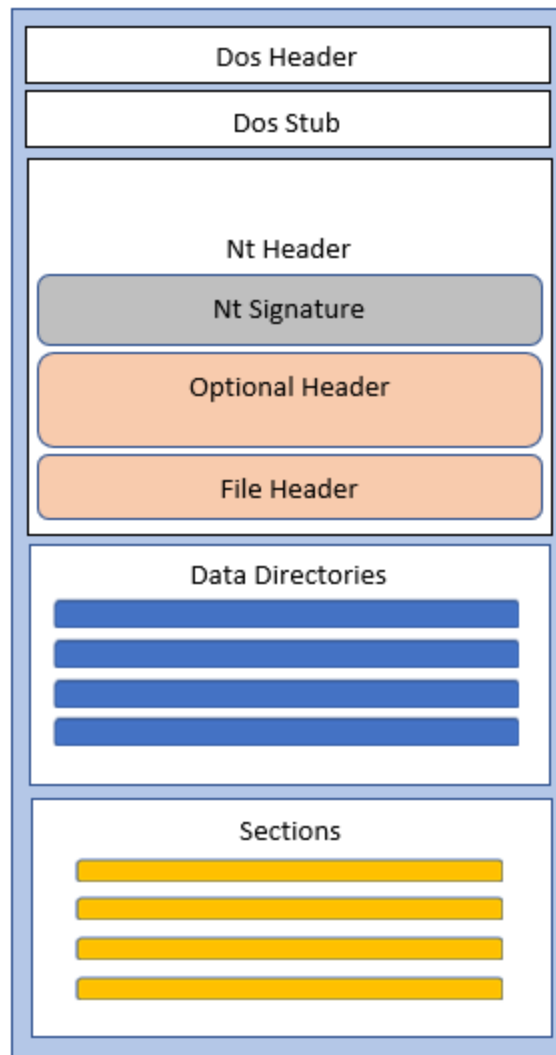 Dos Header
Dos Stub
Nt Header
Nt Signature
Optional Header
File Header
Data Directories
Sections